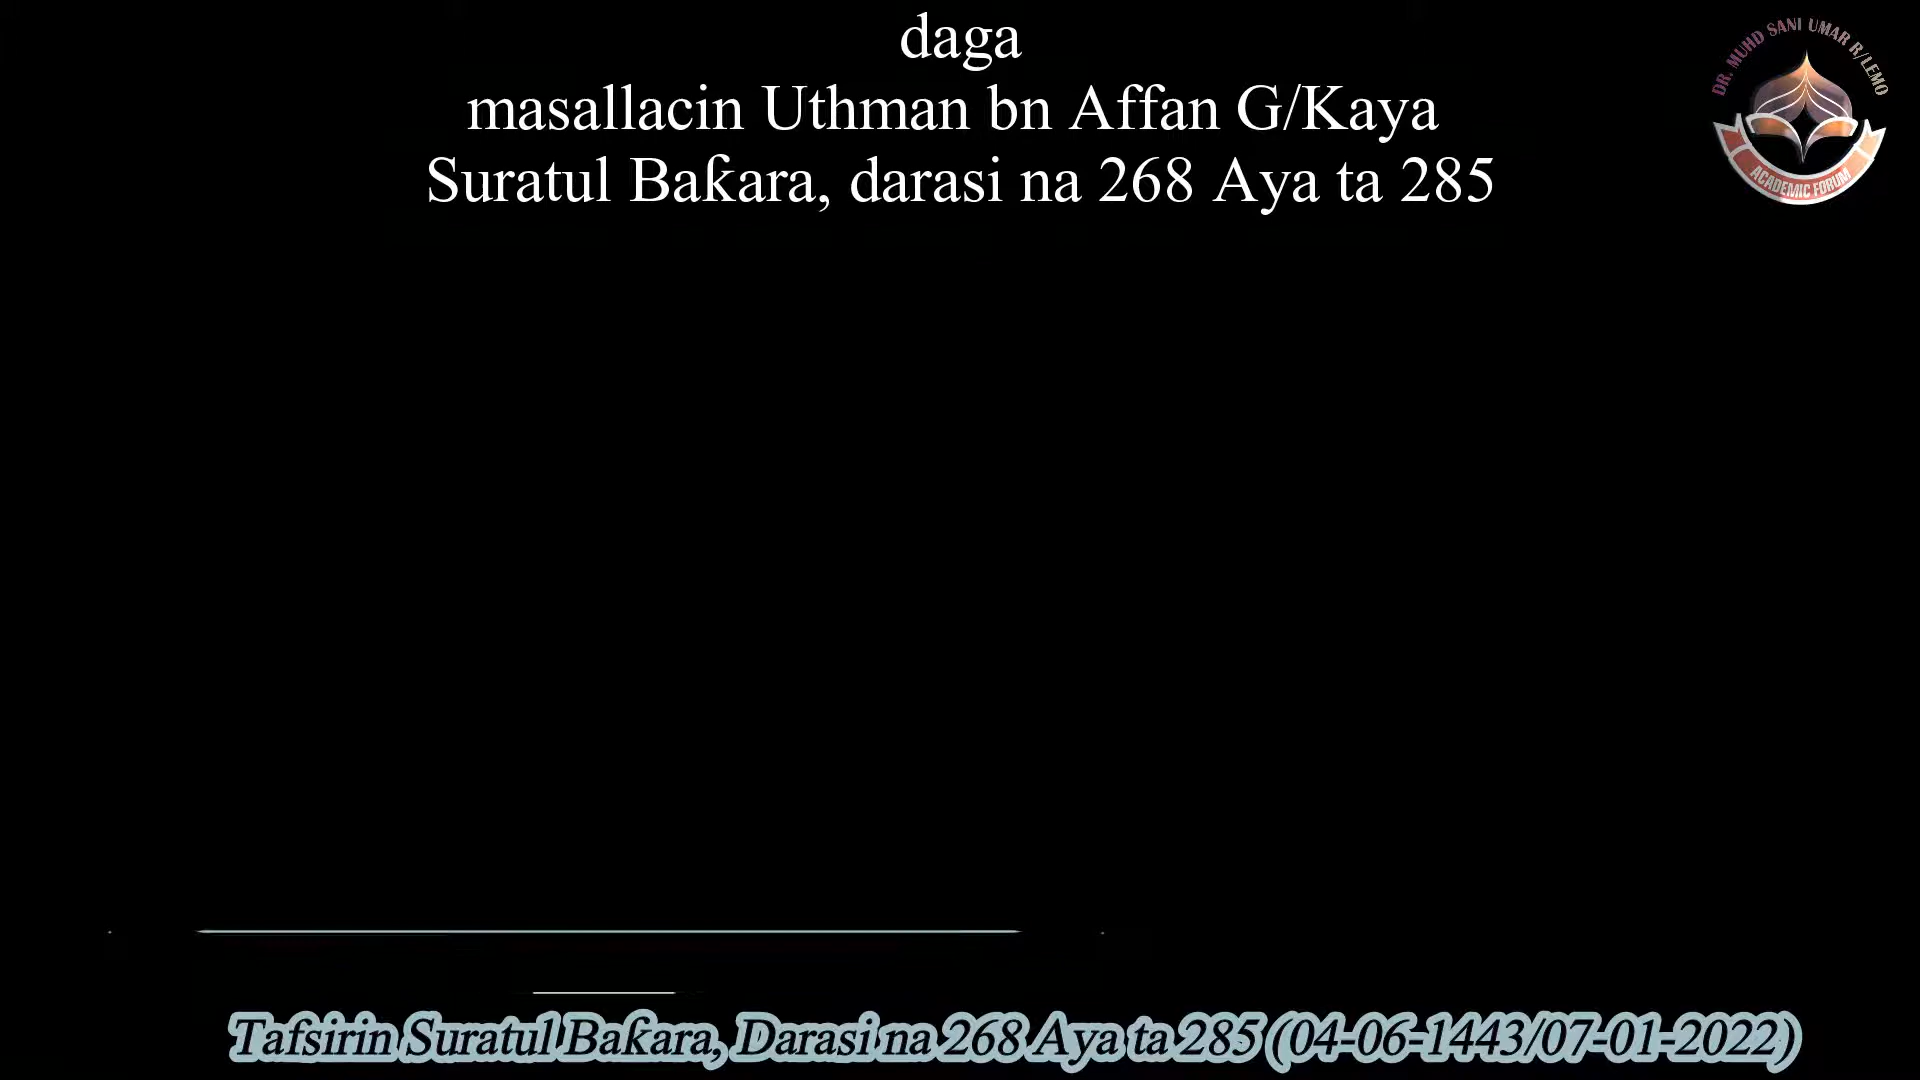 daga
masallacin Uthman bn Affan G/Kaya
Suratul Baƙara, darasi na 268 Aya ta 285
DR. MUHD SANI UMAR R/LEMO
ACADEMIC FORUM
Tafsirin Suratul Baƙara, Darasi na 268 Aya ta 285 (04-06-1443/07-01-2022)